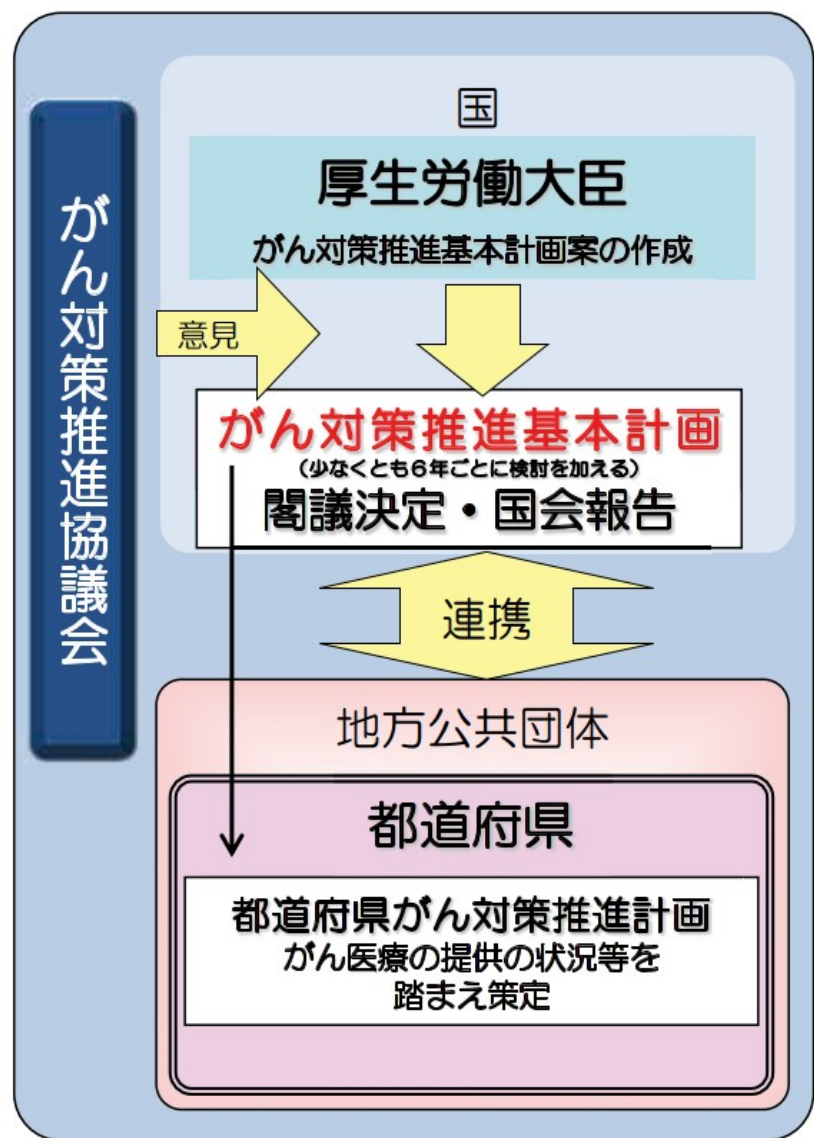 がん対策推進協議会
国
厚生労働大臣
がん対策推進基本計画案の作成
意見
がん対策推進基本計画
（少なくとも６年ごとに検討を加える）
閣議決定・国会報告
連携
地方公共団体
都道府県
都道府県がん対策推進計画
がん医療の提供の状況等を
踏まえ策定